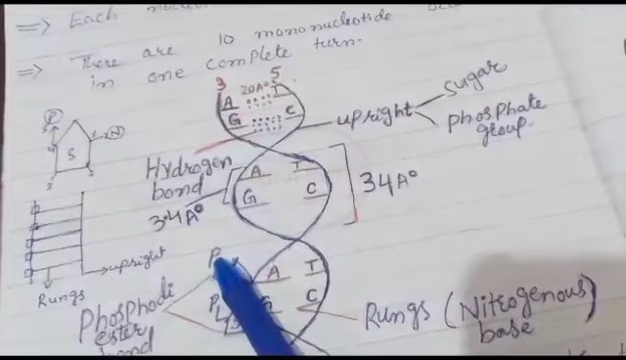 => Each
=> There are 10 mononucleotide
in one complete turn.
3 5
20A°
A T
G C
upright
sugar
phosphate
group.
P
N
S
3
Hydrogen
bond
3.4A°
A T
G C
34A°
upright
Rungs
P
A T
C
P
Phosphodi
ester
bond
Rungs (Nitrogenous
base)